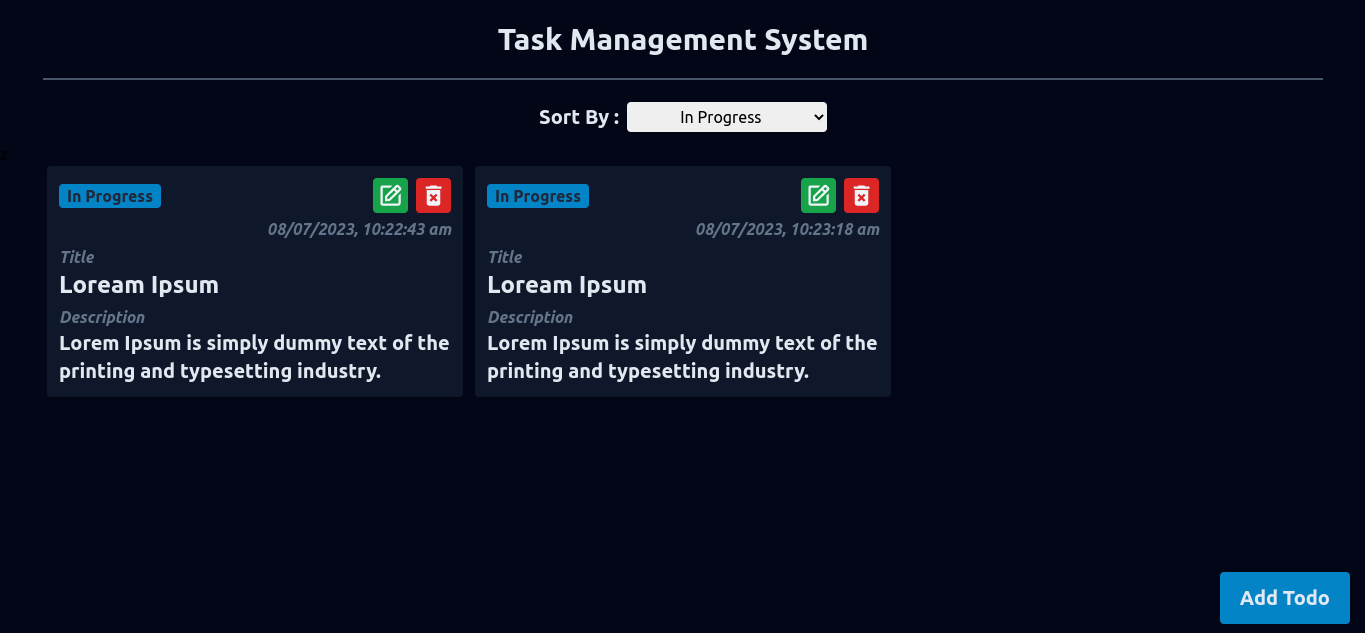 Task Management System
Sort By :
In Progress
In Progress
08/07/2023, 10:22:43 am
Title
Loream Ipsum
Description
Lorem Ipsum is simply dummy text of the
printing and typesetting industry.
In Progress
08/07/2023, 10:23:18 am
Title
Loream Ipsum
Description
Lorem Ipsum is simply dummy text of the
printing and typesetting industry.
Add Todo